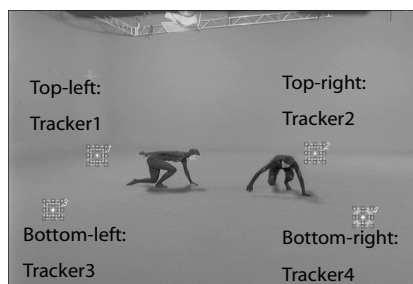 Top-left:
Tracker1
Top-right:
Tracker2
Bottom-left:
Tracker3
Bottom-right:
Tracker4